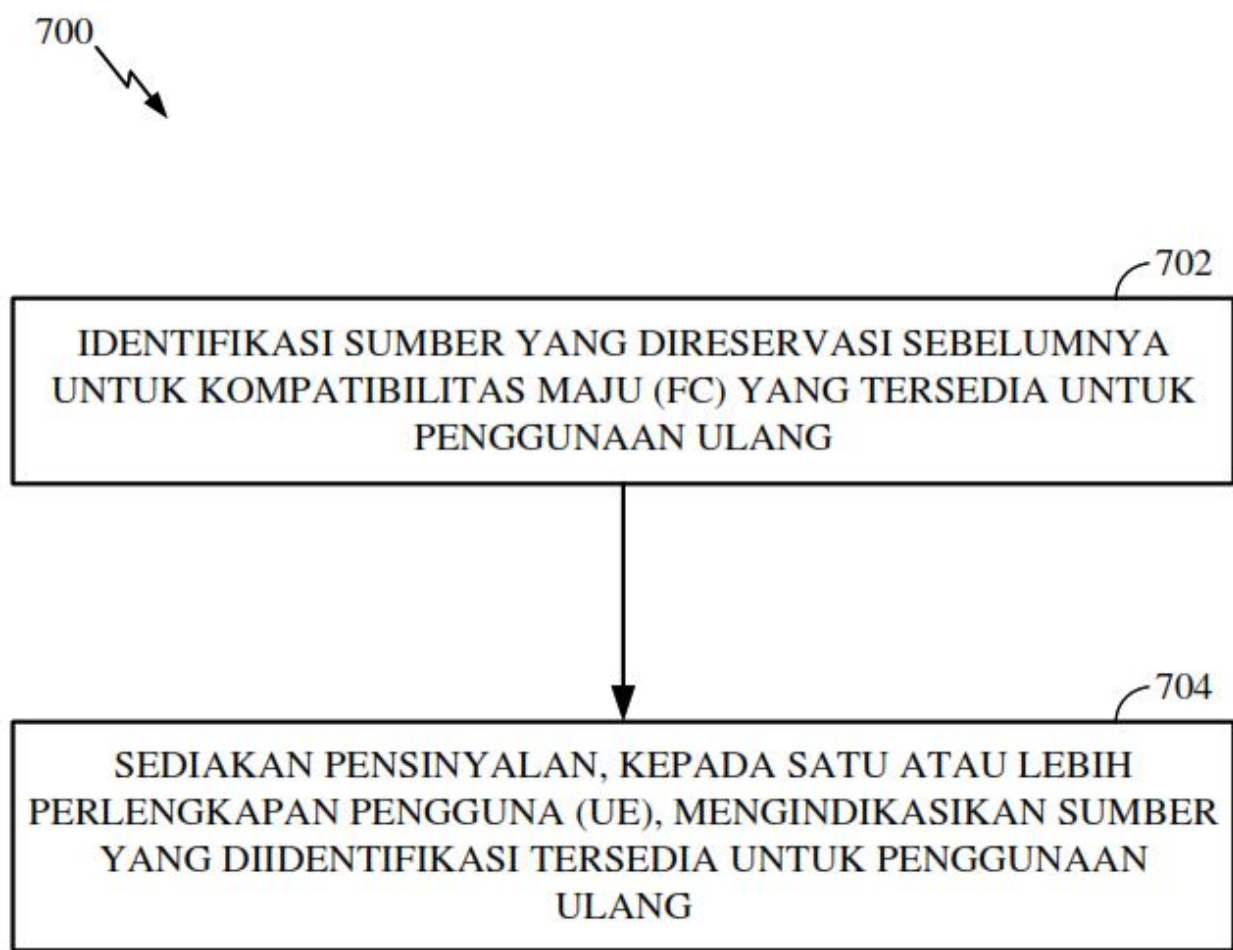 700
702
IDENTIFIKASI SUMBER YANG DIRESERVASI SEBELUMNYA
UNTUK KOMPATIBILITAS MAJU (FC) YANG TERSEDIA UNTUK
PENGGUNAAN ULANG
704
SEDIAKAN PENSINYALAN, KEPADA SATU ATAU LEBIH
PERLENGKAPAN PENGGUNA (UE), MENGINDIKASIKAN SUMBER
YANG DIIDENTIFIKASI TERSEDIA UNTUK PENGGUNAAN
ULANG